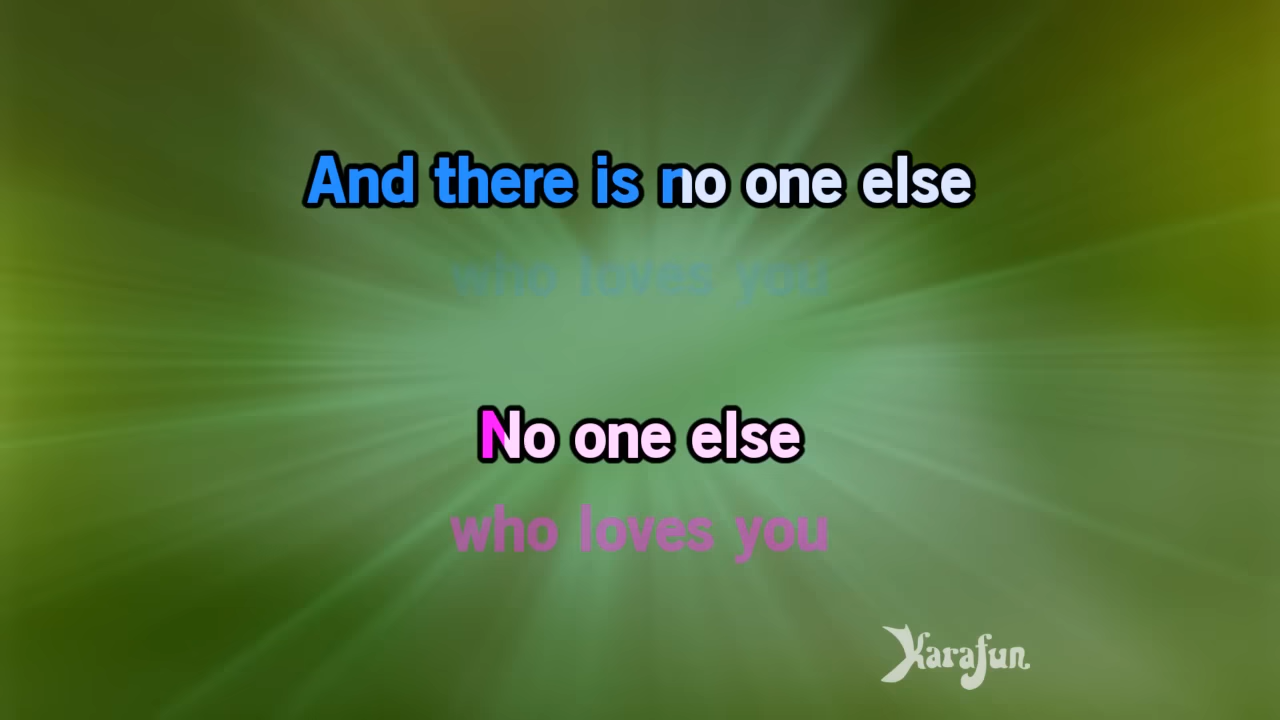 And there is no one else
who loves you
No one else
who loves you
Karafun